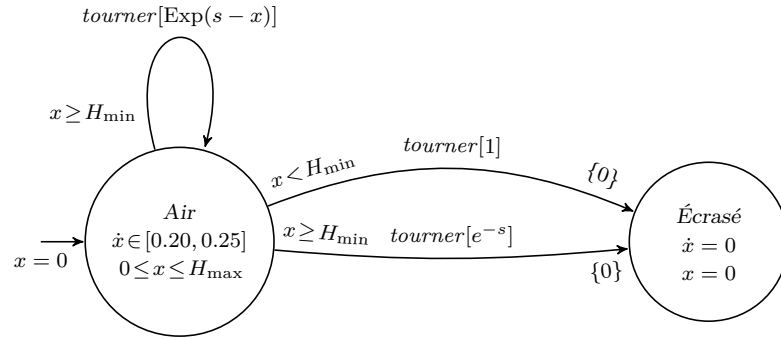 tourner[Exp(s − x)]
x ≥ H_min
x < H_min
tourner[1]
{0}
Air
ẋ ∈ [0.20, 0.25]
0 ≤ x ≤ H_max
x = 0
x ≥ H_min
tourner[e^{−s}]
{0}
Écrasé
ẋ = 0
x = 0